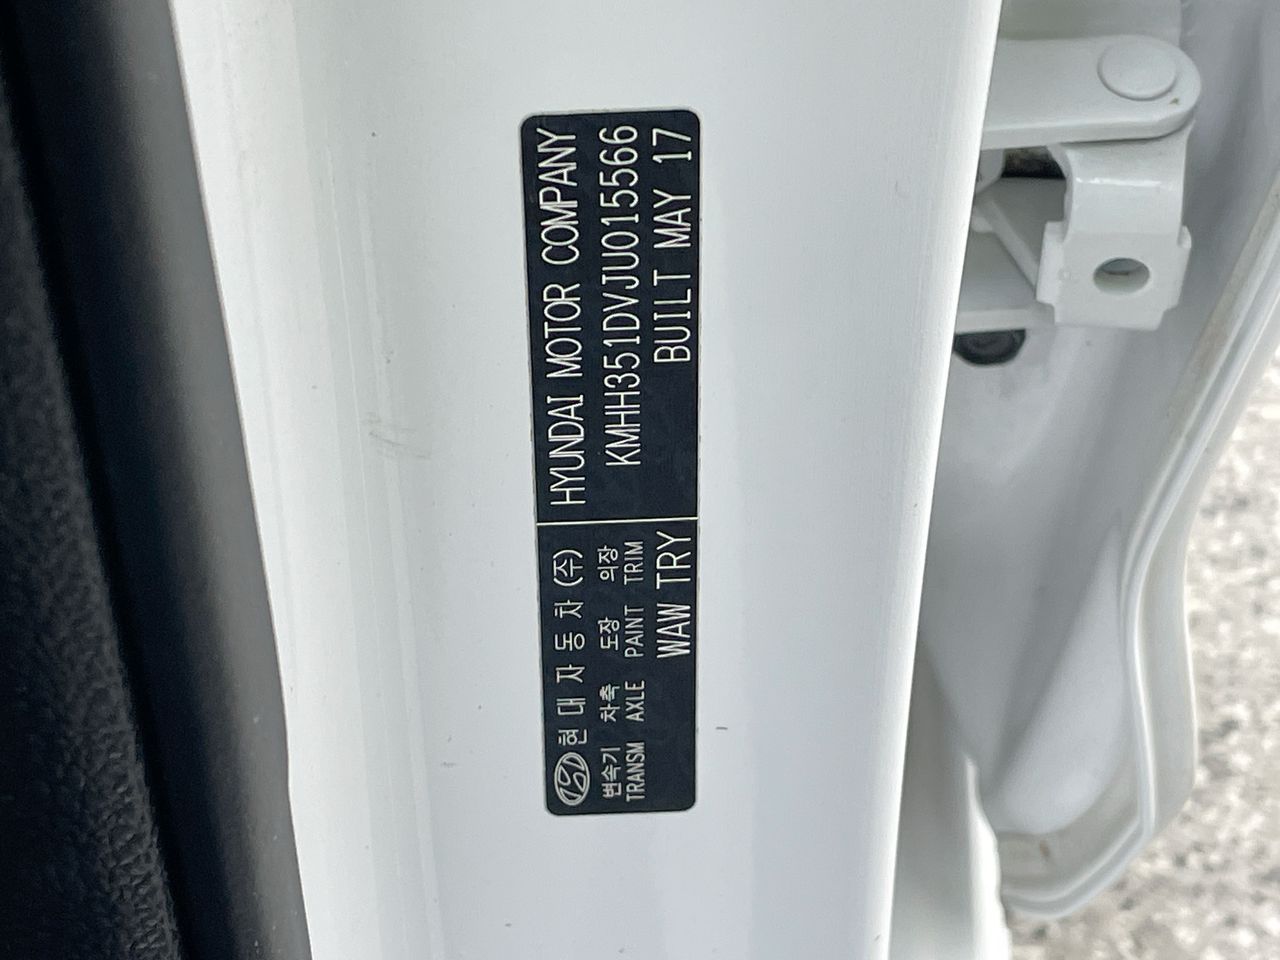 HYUNDAI MOTOR COMPANY
KMHH351DVJU015566
BUILT MAY 17
현대자동차(주)
변속기 차축 도장 의장
TRANSM AXLE PAINT TRIM
WAW TRY